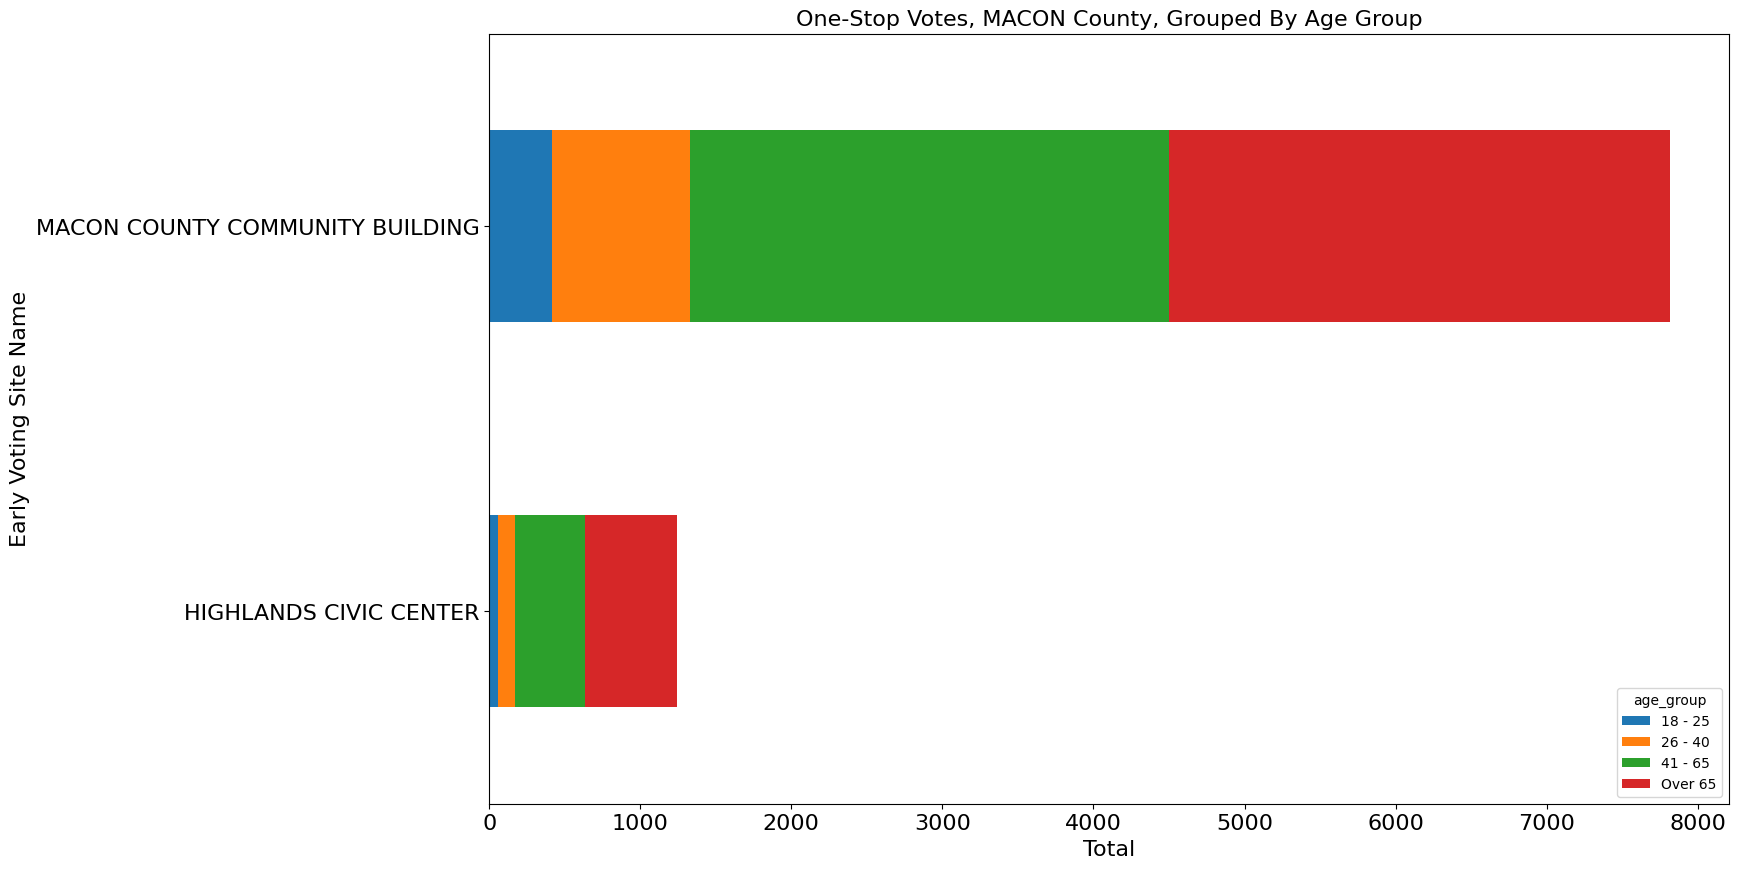 One-Stop Votes, MACON County, Grouped By Age Group
Early Voting Site Name
MACON COUNTY COMMUNITY BUILDING
HIGHLANDS CIVIC CENTER
age_group
18 - 25
26 - 40
41 - 65
Over 65
0 1000 2000 3000 4000 5000 6000 7000 8000
Total